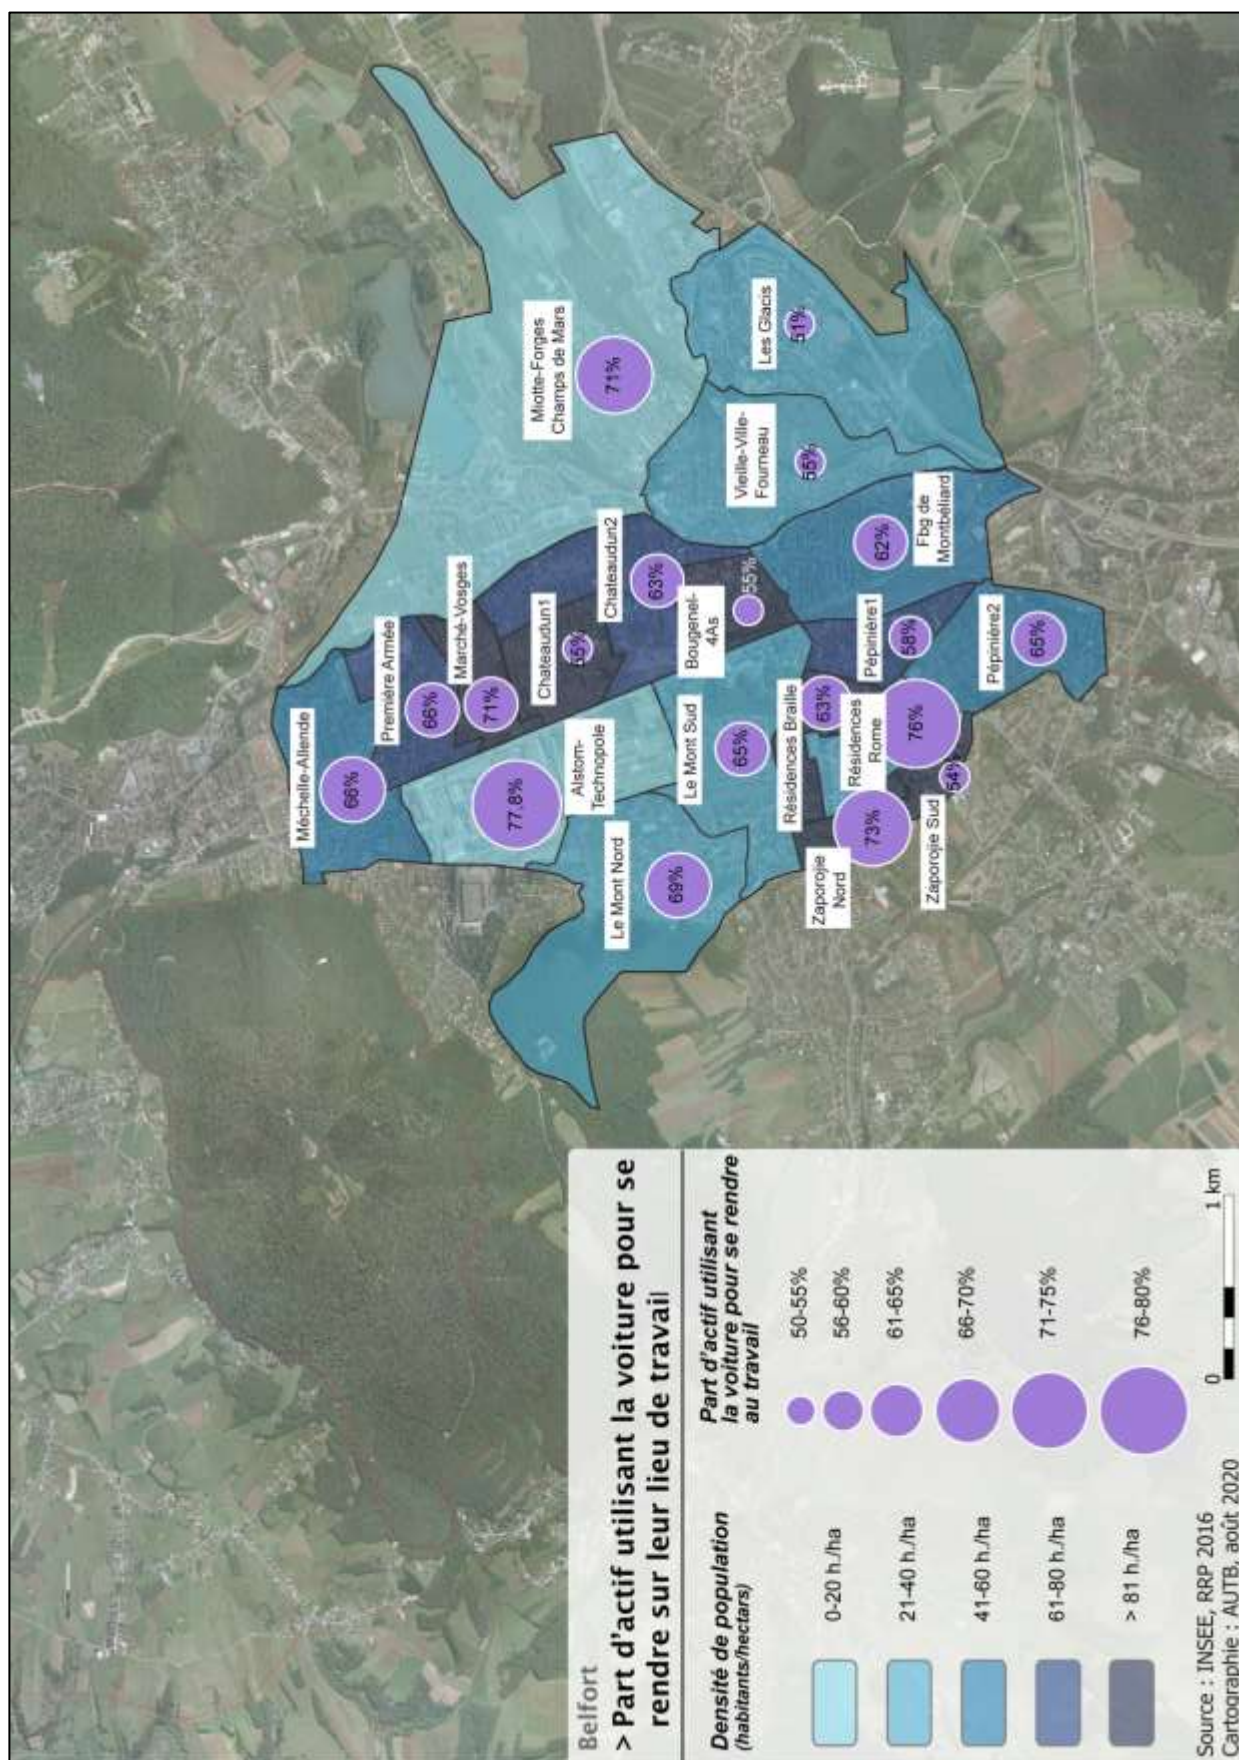 Belfort
> Part d'actif utilisant la voiture pour se
rendre sur leur lieu de travail
Densité de population
(habitants/hectars)
0-20 h./ha
21-40 h./ha
41-60 h./ha
61-80 h./ha
> 81 h./ha
Part d'actif utilisant
la voiture pour se rendre
au travail
50-55%
56-60%
61-65%
66-70%
71-75%
76-80%
0
1 km
Source : INSEE, RRP 2016
Cartographie : AUTB, août 2020
Méchelle-Allende
66%
Première Armée
66%
Marché-Vosges
71%
Alstom-
Technopole
77.8%
Chateaudun1
55%
Chateaudun2
63%
Miotte-Forges
Champs de Mars
71%
Le Mont Nord
69%
Le Mont Sud
65%
Bougenel-
4As
55%
Vieille-Ville-
Fourneau
55%
Les Glacis
51%
Résidences Braille
63%
Pépinière1
58%
Fbg de
Montbéliard
62%
Zaporojie
Nord
73%
Résidences
Rome
76%
Zaporojie Sud
54%
Pépinière2
65%